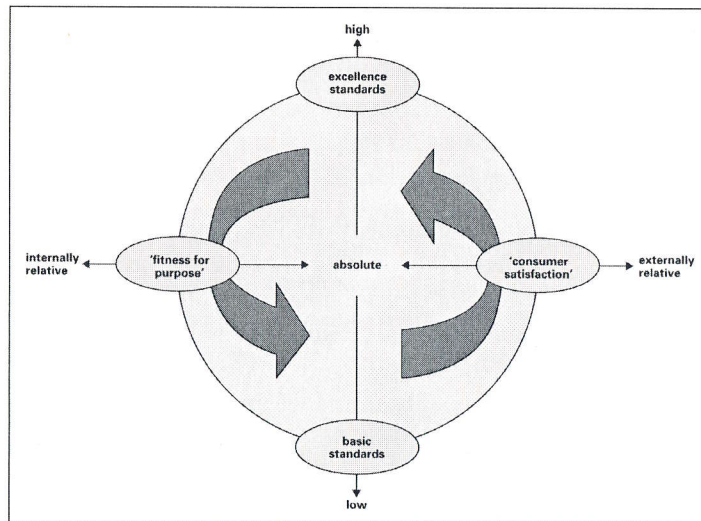 high
excellence
standards
internally
relative
'fitness for
purpose'
absolute
'consumer
satisfaction'
externally
relative
basic
standards
low